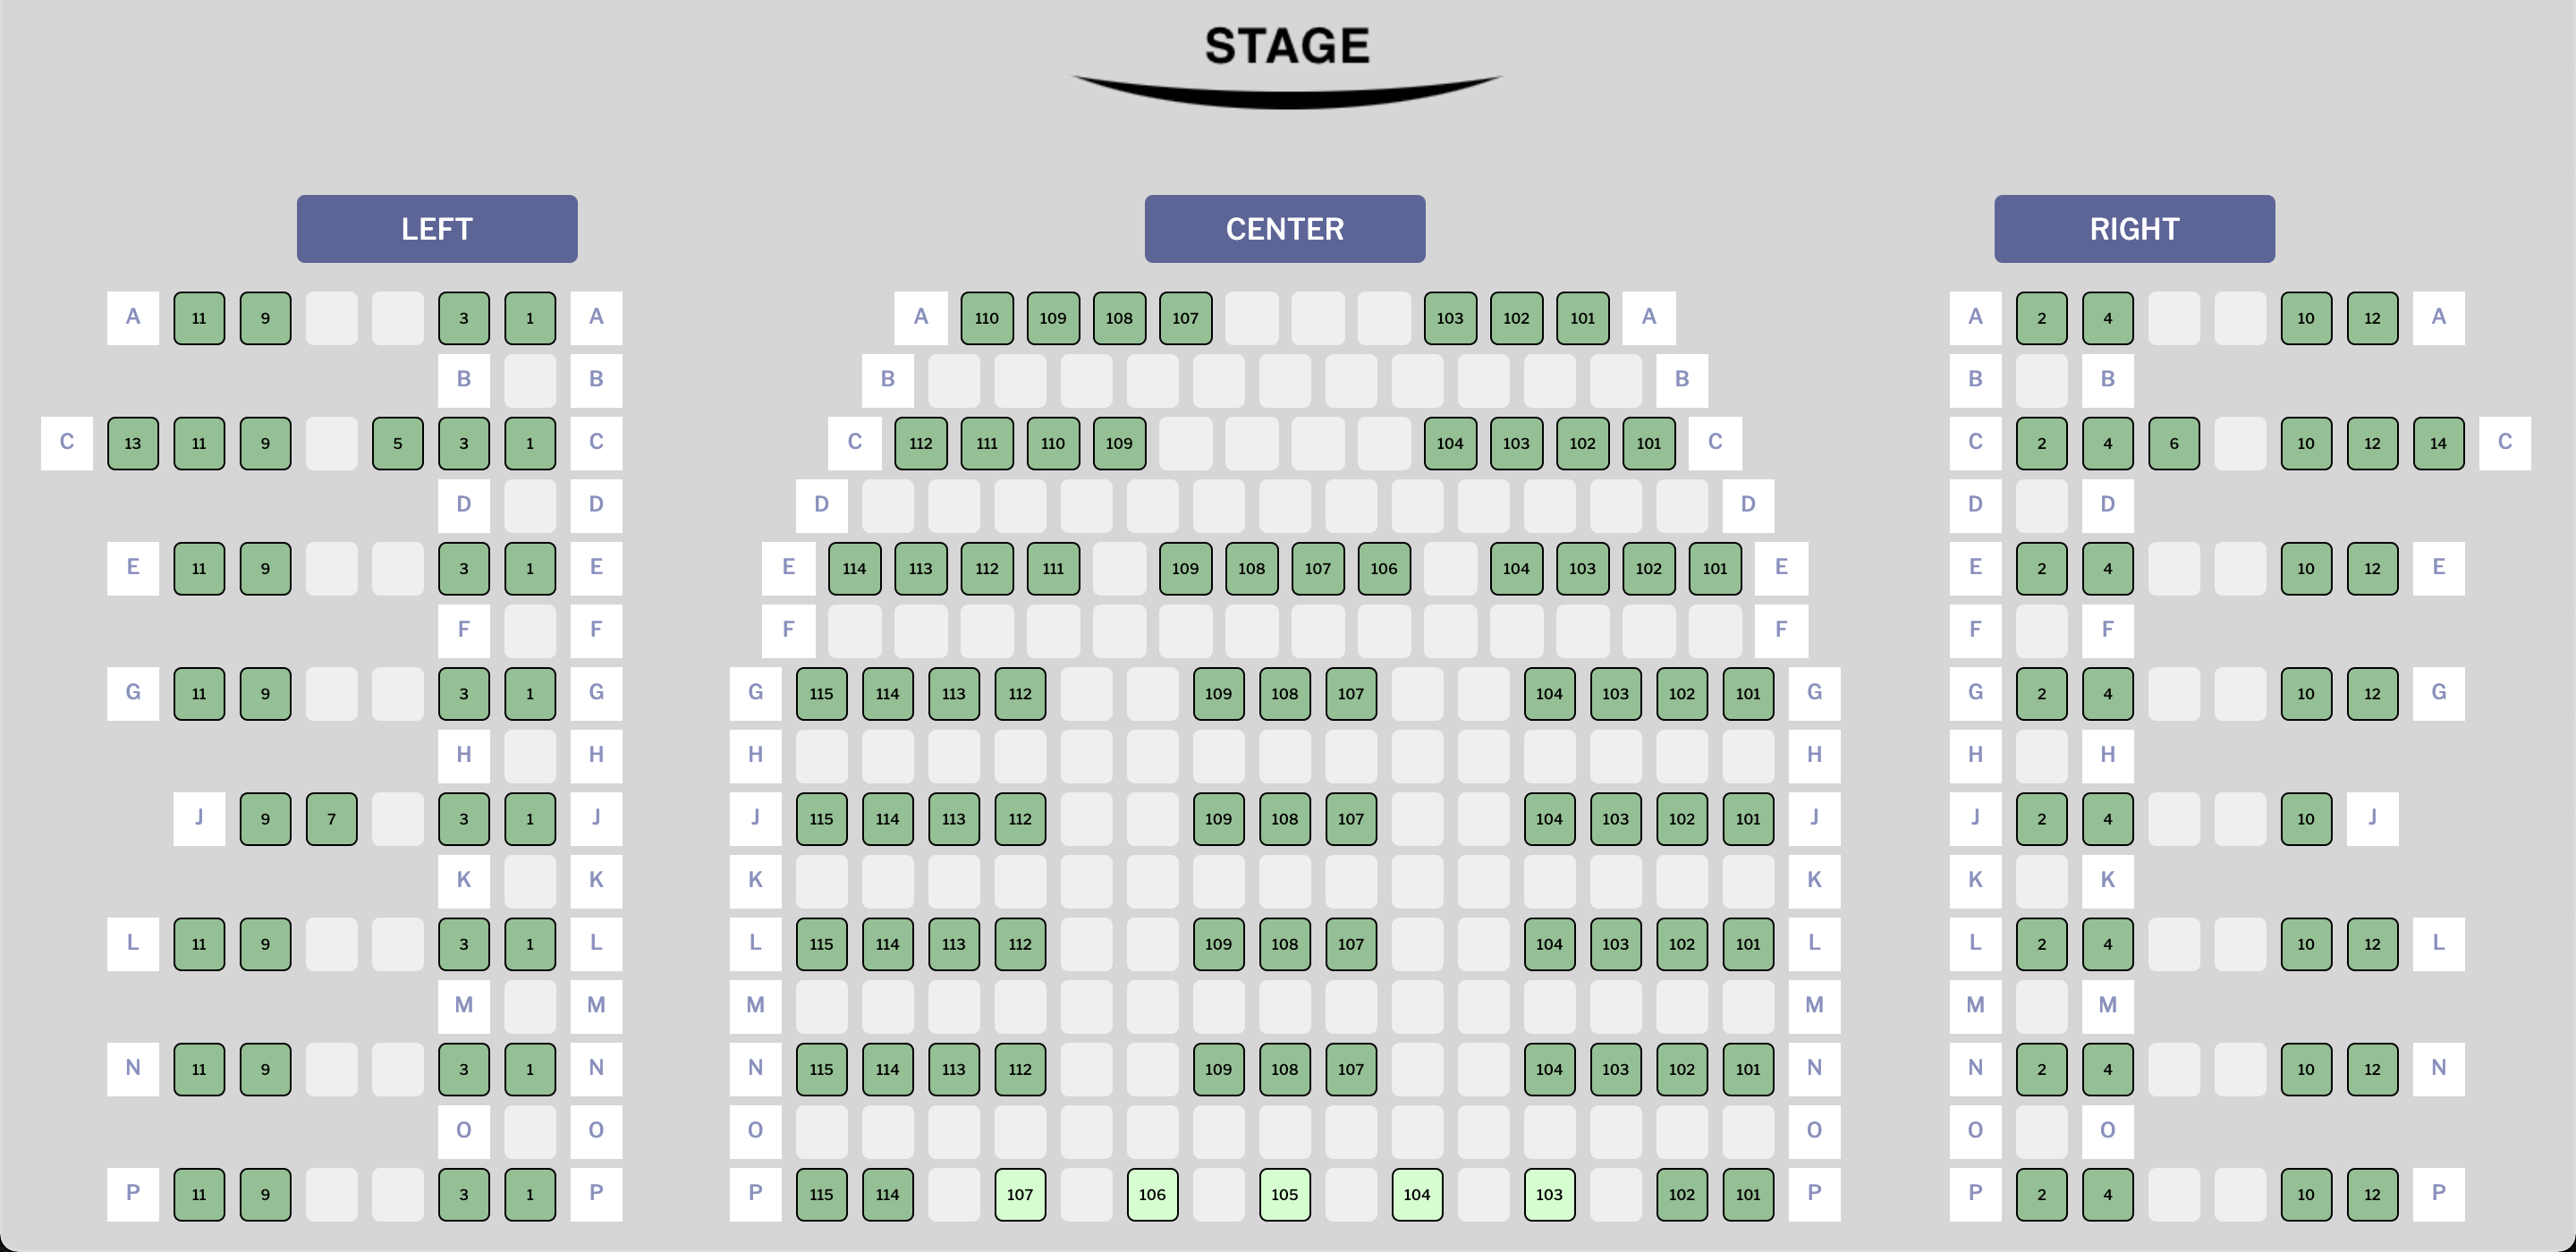 STAGE
LEFT CENTER RIGHT
A 11 9 3 1 A A 110 109 108 107 103 102 101 A A 2 4 10 12 A
B B B B B B
C 13 11 9 5 3 1 C C 112 111 110 109 104 103 102 101 C C 2 4 6 10 12 14 C
D D D D D D
E 11 9 3 1 E E 114 113 112 111 109 108 107 106 104 103 102 101 E E 2 4 10 12 E
F F F F F F
G 11 9 3 1 G G 115 114 113 112 109 108 107 104 103 102 101 G G 2 4 10 12 G
H H H H H H
J 9 7 3 1 J J 115 114 113 112 109 108 107 104 103 102 101 J J 2 4 10 J
K K K K K K
L 11 9 3 1 L L 115 114 113 112 109 108 107 104 103 102 101 L L 2 4 10 12 L
M M M M M M
N 11 9 3 1 N N 115 114 113 112 109 108 107 104 103 102 101 N N 2 4 10 12 N
O O O O O O
P 11 9 3 1 P P 115 114 107 106 105 104 103 102 101 P P 2 4 10 12 P